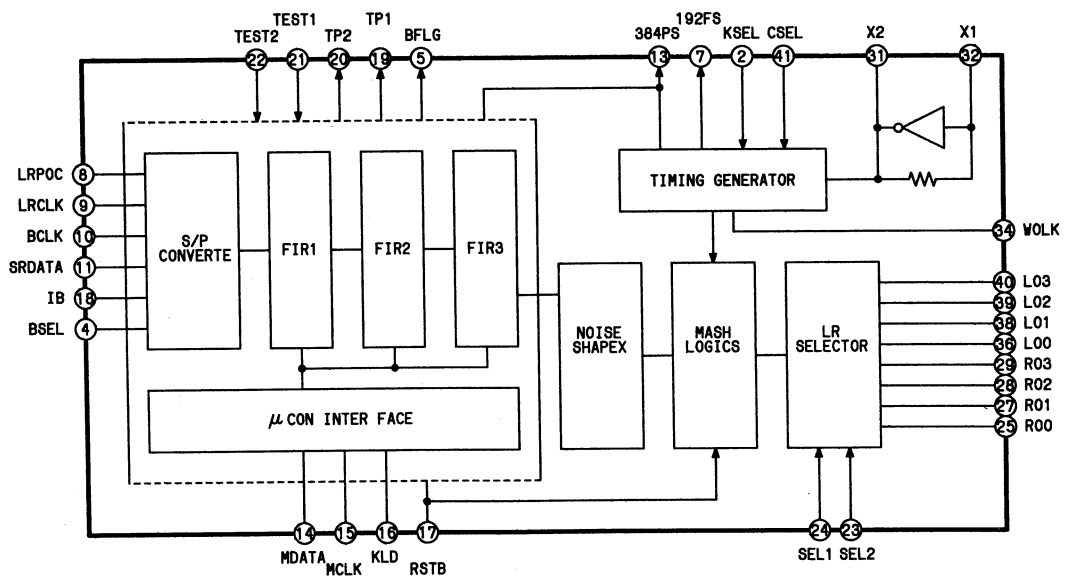 TEST1
TEST2
TP2
TP1
BFLG
384PS
192FS
KSEL
CSEL
X2
X1
22
21
20
19
5
13
7
2
41
31
32
LRPOC 8
LRCLK 9
BCLK 10
SRDATA 11
IB 18
BSEL 4
S/P
CONVERTE
FIR1
FIR2
FIR3
TIMING GENERATOR
34 WOLK
NOISE
SHAPEX
MASH
LOGICS
LR
SELECTOR
40 LO3
39 LO2
38 LO1
36 LOO
29 RO3
28 RO2
27 RO1
25 ROO
μ CON INTER FACE
14
15
16
17
24
23
MDATA
MCLK
KLD
RSTB
SEL1
SEL2